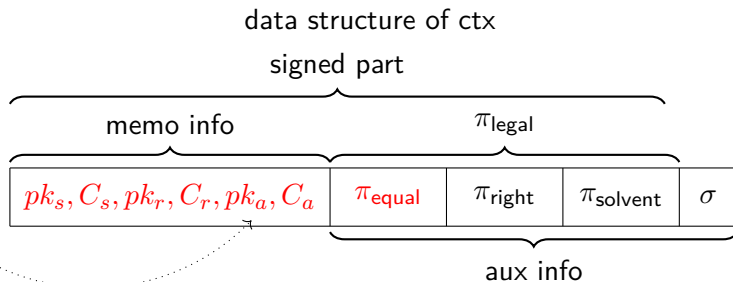 data structure of ctx
signed part
memo info π_legal
pk_s, C_s, pk_r, C_r, pk_a, C_a π_equal π_right π_solvent σ
aux info